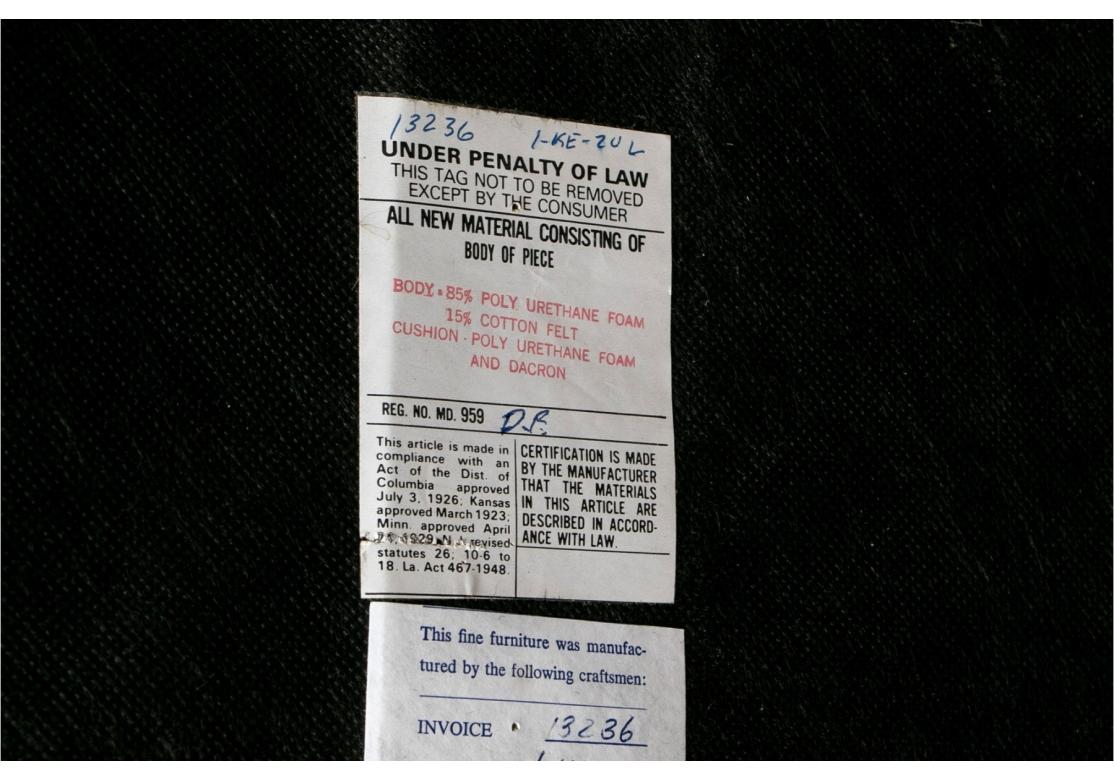 13236 1-KE-20 L
UNDER PENALTY OF LAW
THIS TAG NOT TO BE REMOVED
EXCEPT BY THE CONSUMER
ALL NEW MATERIAL CONSISTING OF
BODY OF PIECE
BODY-85% POLY URETHANE FOAM
15% COTTON FELT
CUSHION-POLY URETHANE FOAM
AND DACRON
REG. NO. MD. 959
This article is made in
compliance with an
Act of the Dist. of
Columbia approved
July 3, 1926; Kansas
approved March 1923;
Minn. approved April
1929, N. J. revised
statutes 26; 10-6 to
18. La. Act 467-1948.
CERTIFICATION IS MADE
BY THE MANUFACTURER
THAT THE MATERIALS
IN THIS ARTICLE ARE
DESCRIBED IN ACCORD-
ANCE WITH LAW.
This fine furniture was manufac-
tured by the following craftsmen:
INVOICE 13236